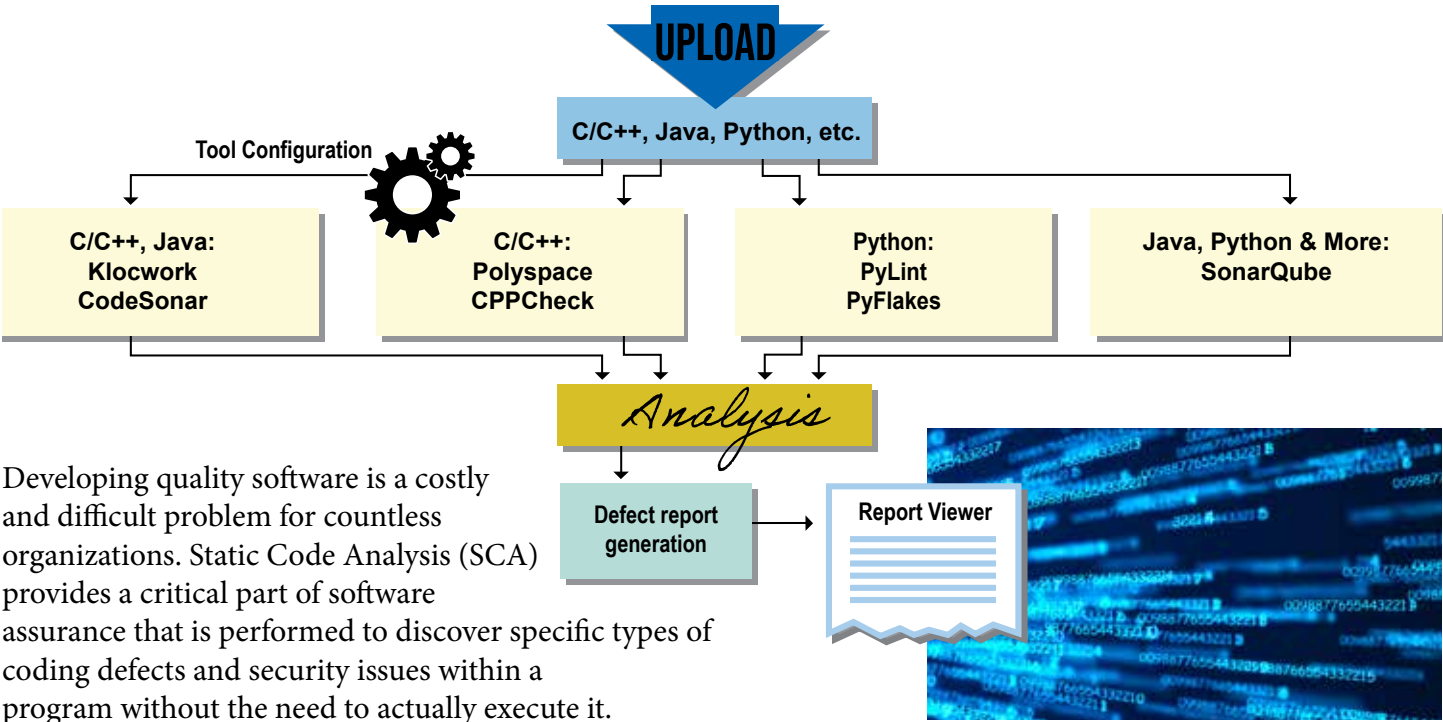 UPLOAD
C/C++, Java, Python, etc.
Tool Configuration
C/C++, Java:
Klocwork
CodeSonar
C/C++:
Polyspace
CPPCheck
Python:
PyLint
PyFlakes
Java, Python & More:
SonarQube
Analysis
Defect report
generation
Report Viewer
Developing quality software is a costly
and difficult problem for countless
organizations. Static Code Analysis (SCA)
provides a critical part of software
assurance that is performed to discover specific types of
coding defects and security issues within a
program without the need to actually execute it.